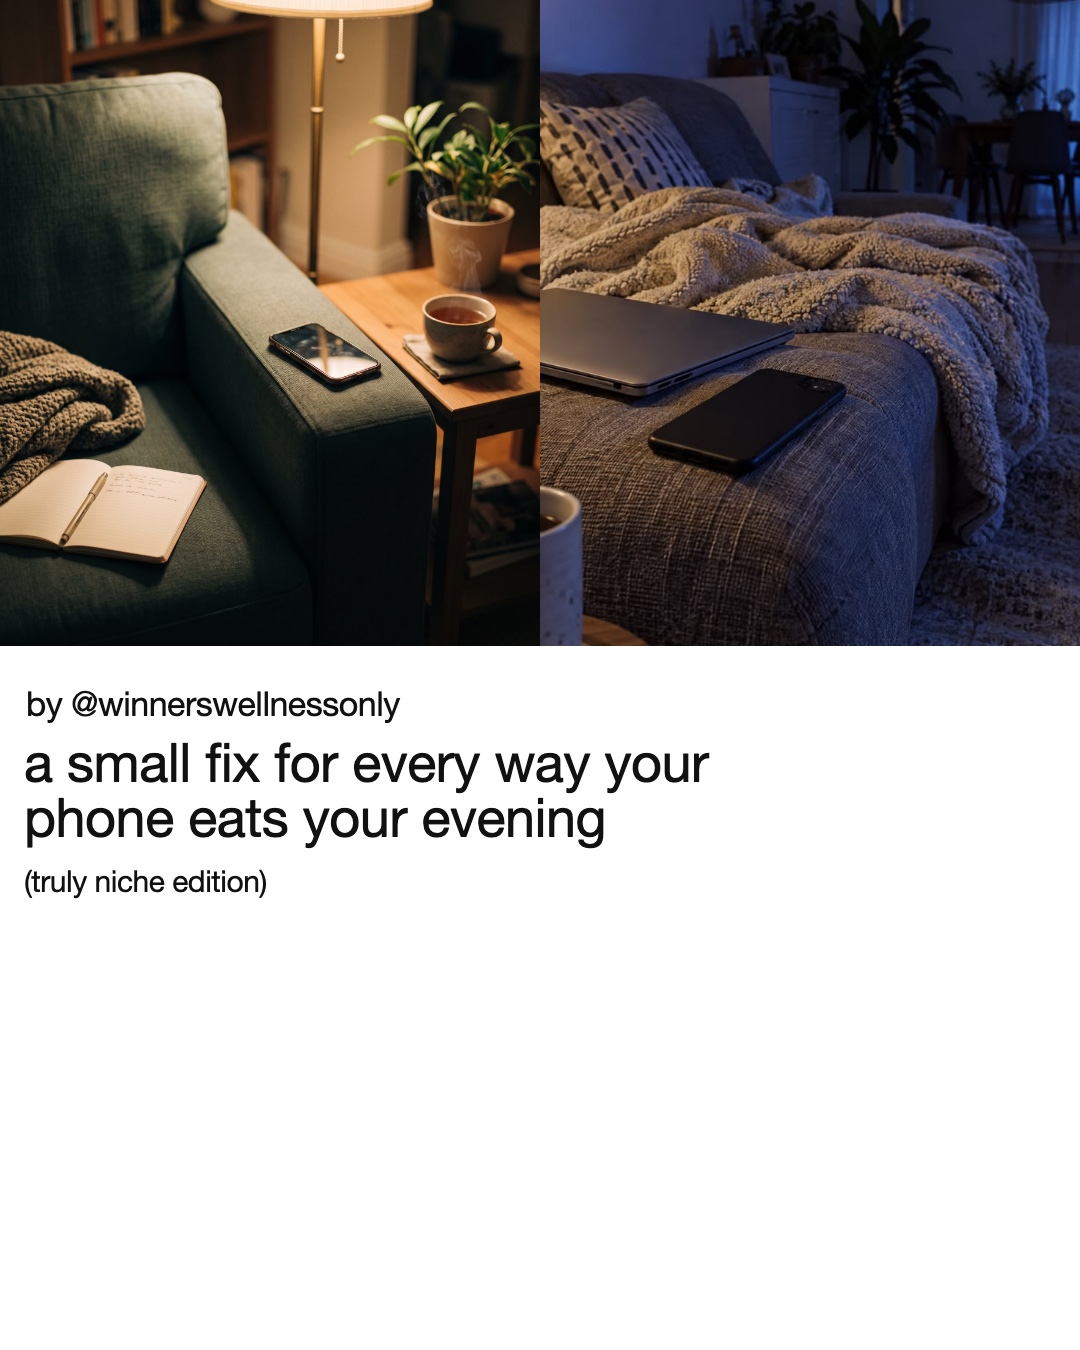 by @winnerswellnessonly
a small fix for every way your
phone eats your evening
(truly niche edition)